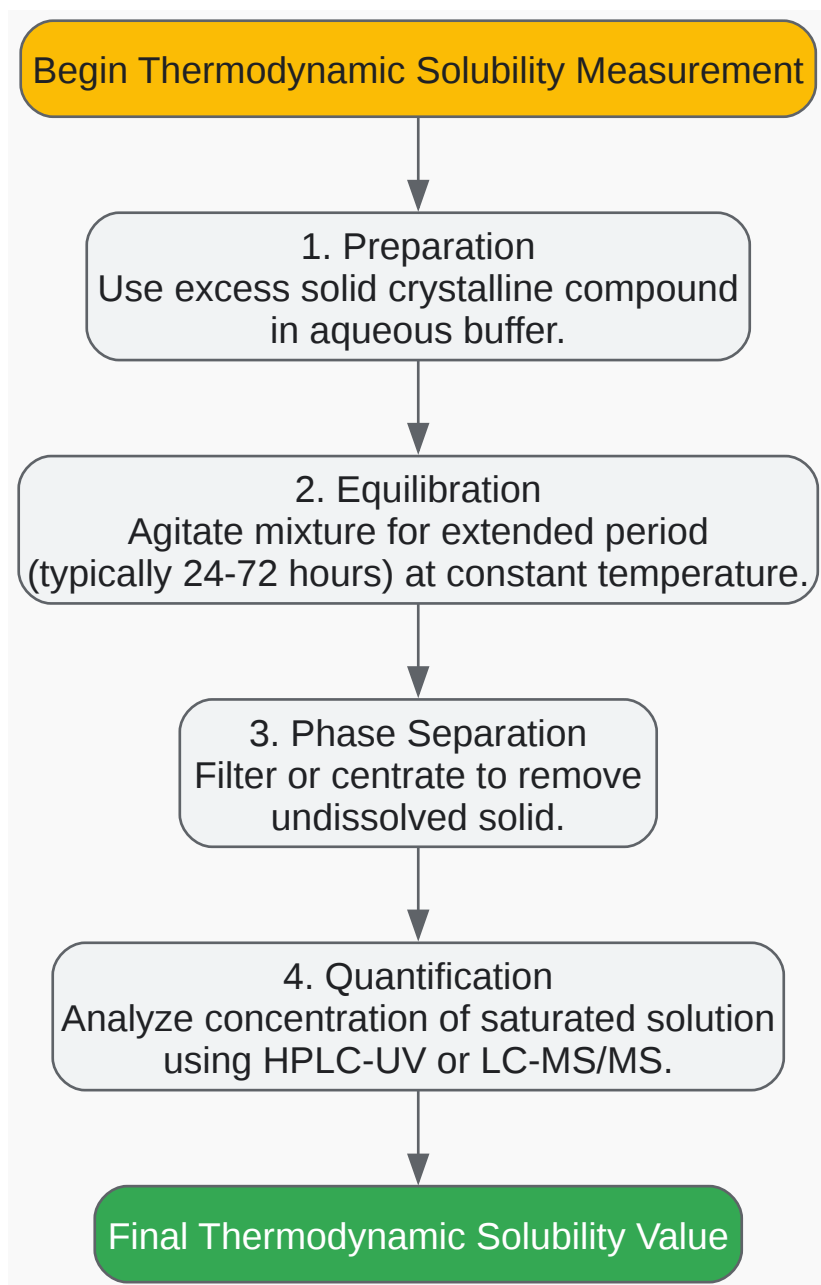 Begin Thermodynamic Solubility Measurement
1. Preparation
Use excess solid crystalline compound
in aqueous buffer.
2. Equilibration
Agitate mixture for extended period
(typically 24-72 hours) at constant temperature.
3. Phase Separation
Filter or centrate to remove
undissolved solid.
4. Quantification
Analyze concentration of saturated solution
using HPLC-UV or LC-MS/MS.
Final Thermodynamic Solubility Value